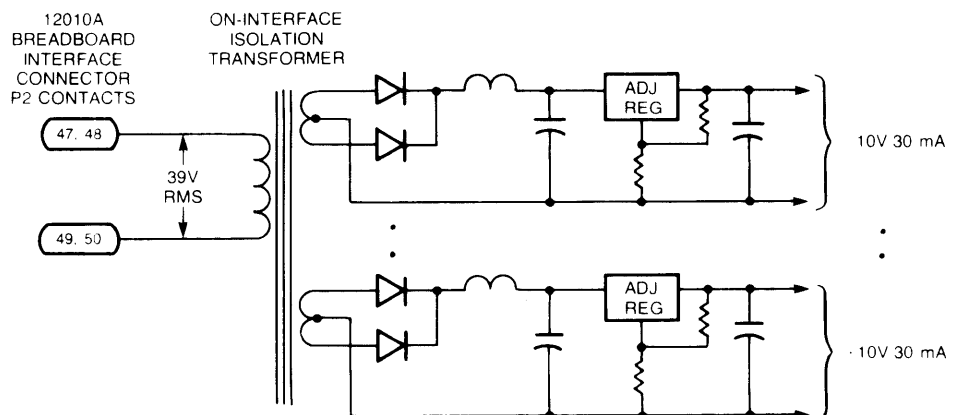 12010A
BREADBOARD
INTERFACE
CONNECTOR
P2 CONTACTS
ON-INTERFACE
ISOLATION
TRANSFORMER
47, 48
39V
RMS
49, 50
ADJ
REG
10V 30 mA
ADJ
REG
10V 30 mA